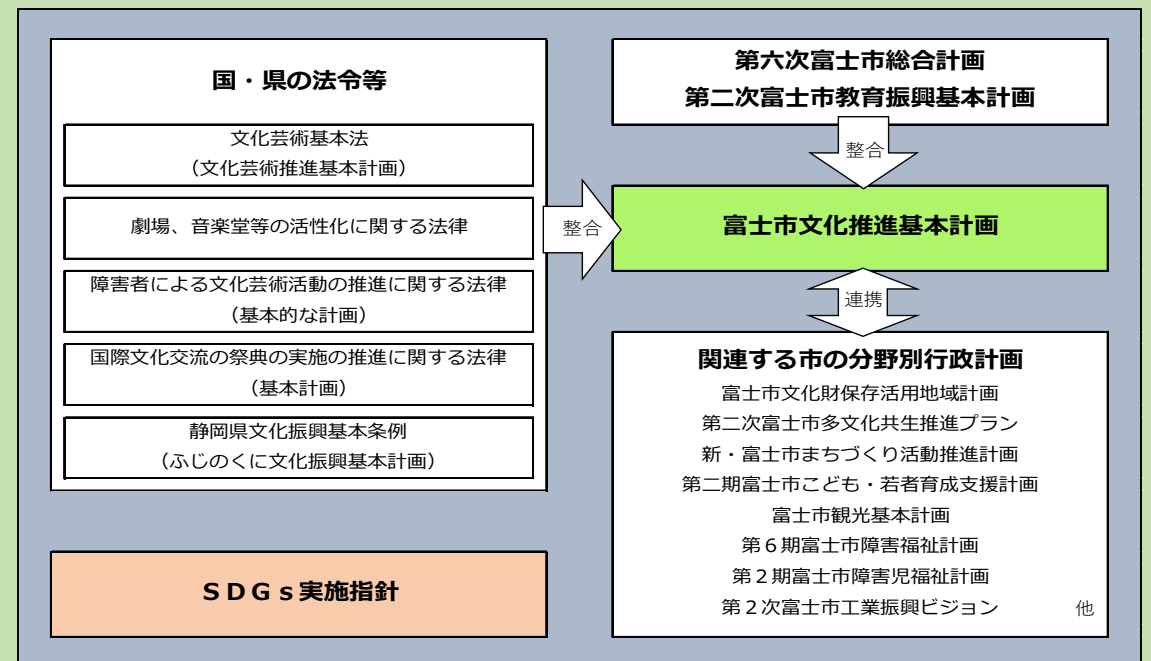 国・県の法令等
文化芸術基本法
（文化芸術推進基本計画）
劇場、音楽堂等の活性化に関する法律
障害者による文化芸術活動の推進に関する法律
（基本的な計画）
国際文化交流の祭典の実施の推進に関する法律
（基本計画）
静岡県文化振興基本条例
（ふじのくに文化振興基本計画）
整合
ＳＤＧｓ実施指針
第六次富士市総合計画
第二次富士市教育振興基本計画
整合
富士市文化推進基本計画
連携
関連する市の分野別行政計画
富士市文化財保存活用地域計画
第二次富士市多文化共生推進プラン
新・富士市まちづくり活動推進計画
第二期富士市こども・若者育成支援計画
富士市観光基本計画
第６期富士市障害福祉計画
第２期富士市障害児福祉計画
第２次富士市工業振興ビジョン　他